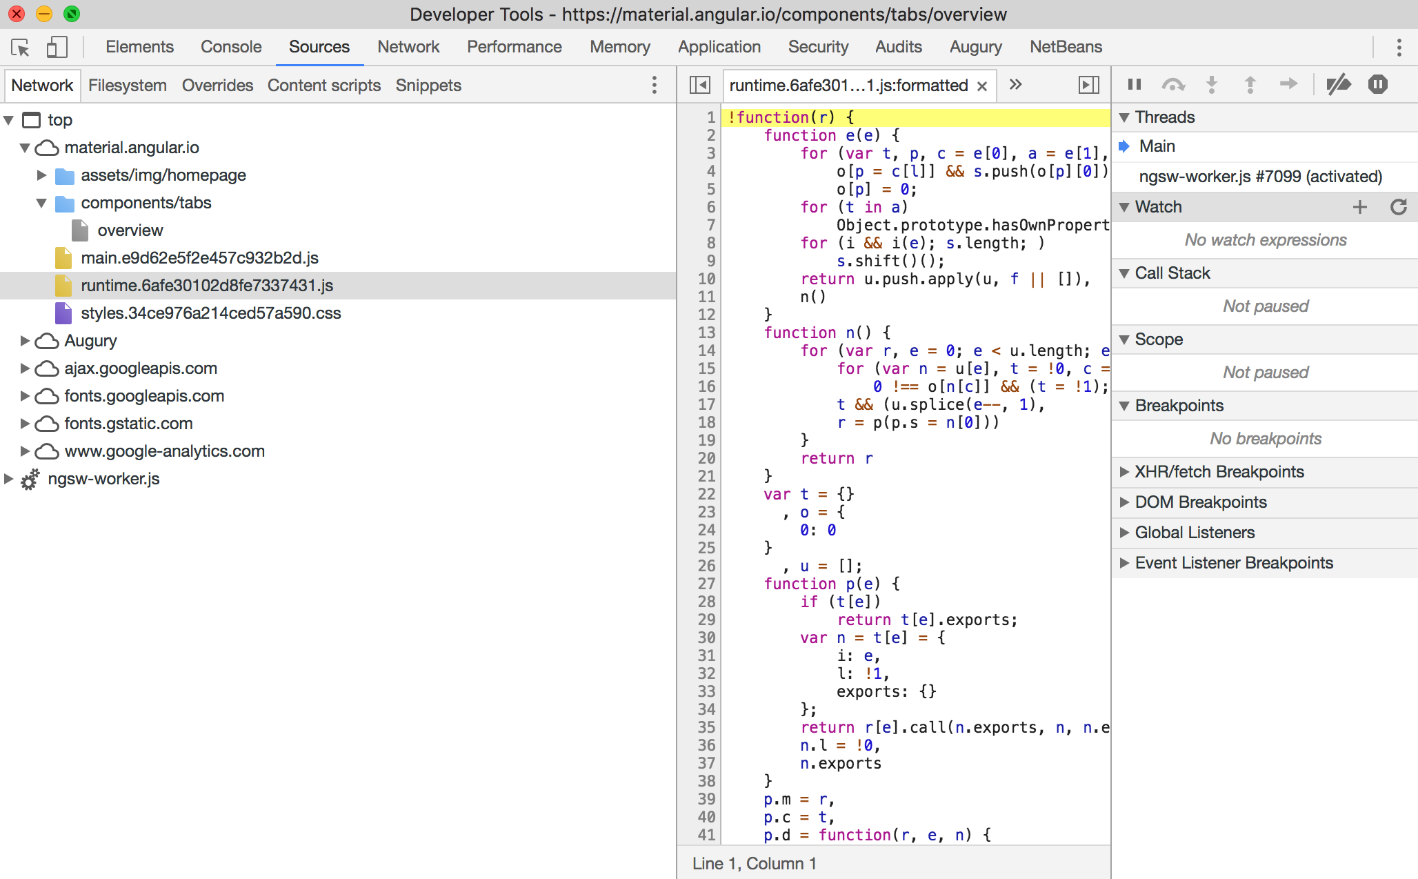 Developer Tools - https://material.angular.io/components/tabs/overview
Elements Console Sources Network Performance Memory Application Security Audits Augury NetBeans
Network Filesystem Overrides Content scripts Snippets
top
material.angular.io
assets/img/homepage
components/tabs
overview
main.e9d62e5f2e457c932b2d.js
runtime.6afe30102d8fe7337431.js
styles.34ce976a214ced57a590.css
Augury
ajax.googleapis.com
fonts.googleapis.com
fonts.gstatic.com
www.google-analytics.com
ngsw-worker.js
runtime.6afe301…1.js:formatted × »
1 !function(r) {
2 function e(e) {
3 for (var t, p, c = e[0], a = e[1],
4 o[p = c[l]] && s.push(o[p][0])
5 o[p] = 0;
6 for (t in a)
7 Object.prototype.hasOwnPropert
8 for (i && i(e); s.length; )
9 s.shift()();
10 return u.push.apply(u, f || []),
11 n()
12 }
13 function n() {
14 for (var r, e = 0; e < u.length; e
15 for (var n = u[e], t = !0, c =
16 0 !== o[n[c]] && (t = !1);
17 t && (u.splice(e--, 1),
18 r = p(p.s = n[0]))
19 }
20 return r
21 }
22 var t = {}
23 , o = {
24 0: 0
25 }
26 , u = [];
27 function p(e) {
28 if (t[e])
29 return t[e].exports;
30 var n = t[e] = {
31 i: e,
32 l: !1,
33 exports: {}
34 };
35 return r[e].call(n.exports, n, n.e
36 n.l = !0,
37 n.exports
38 }
39 p.m = r,
40 p.c = t,
41 p.d = function(r, e, n) {
Line 1, Column 1
Threads
Main
ngsw-worker.js #7099 (activated)
Watch
No watch expressions
Call Stack
Not paused
Scope
Not paused
Breakpoints
No breakpoints
XHR/fetch Breakpoints
DOM Breakpoints
Global Listeners
Event Listener Breakpoints